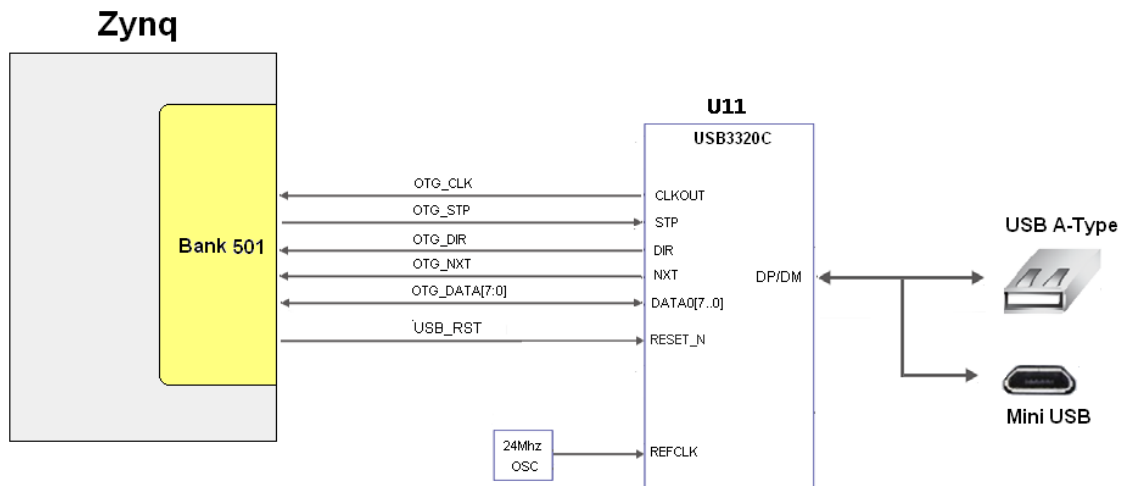 Zynq
U11
USB3320C
Bank 501
OTG_CLK
CLKOUT
OTG_STP
STP
OTG_DIR
DIR
OTG_NXT
NXT
DP/DM
OTG_DATA[7:0]
DATA0[7..0]
USB_RST
RESET_N
24Mhz
OSC
REFCLK
USB A-Type
Mini USB